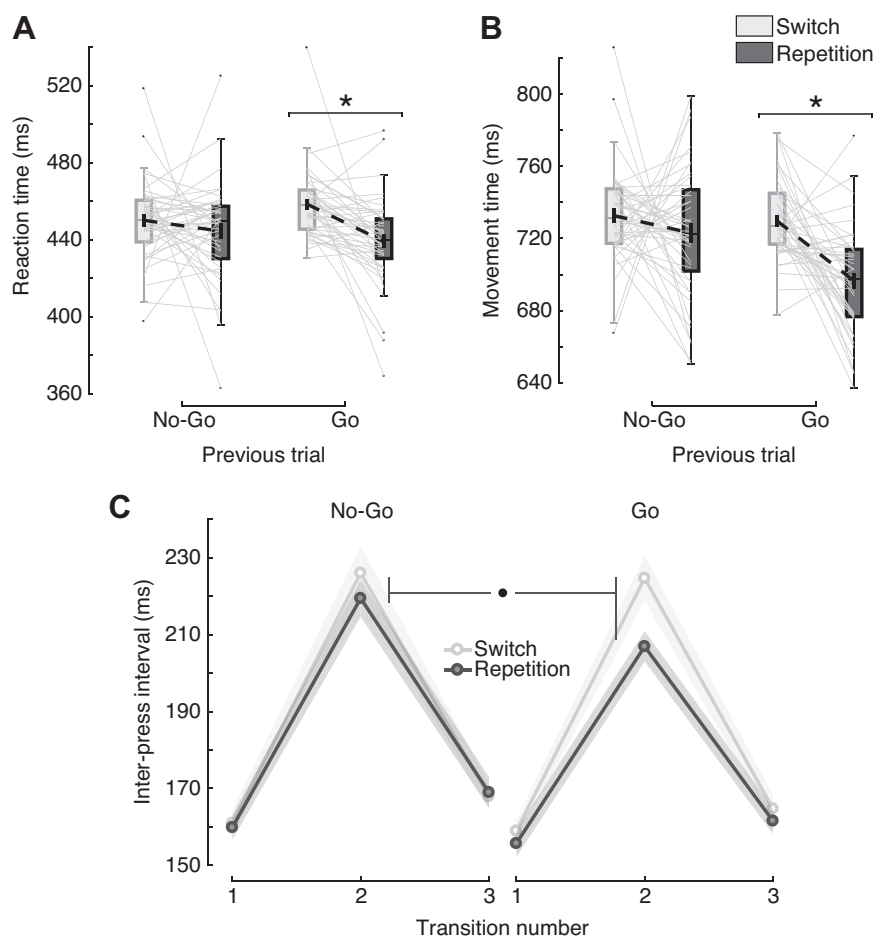 A
Reaction time (ms)
520
480
440
400
360
*
No-Go
Go
Previous trial
B
Switch
Repetition
Movement time (ms)
800
760
720
680
640
*
No-Go
Go
Previous trial
C
No-Go
Go
Inter-press interval (ms)
230
210
190
170
150
Switch
Repetition
1 2 3 1 2 3
Transition number